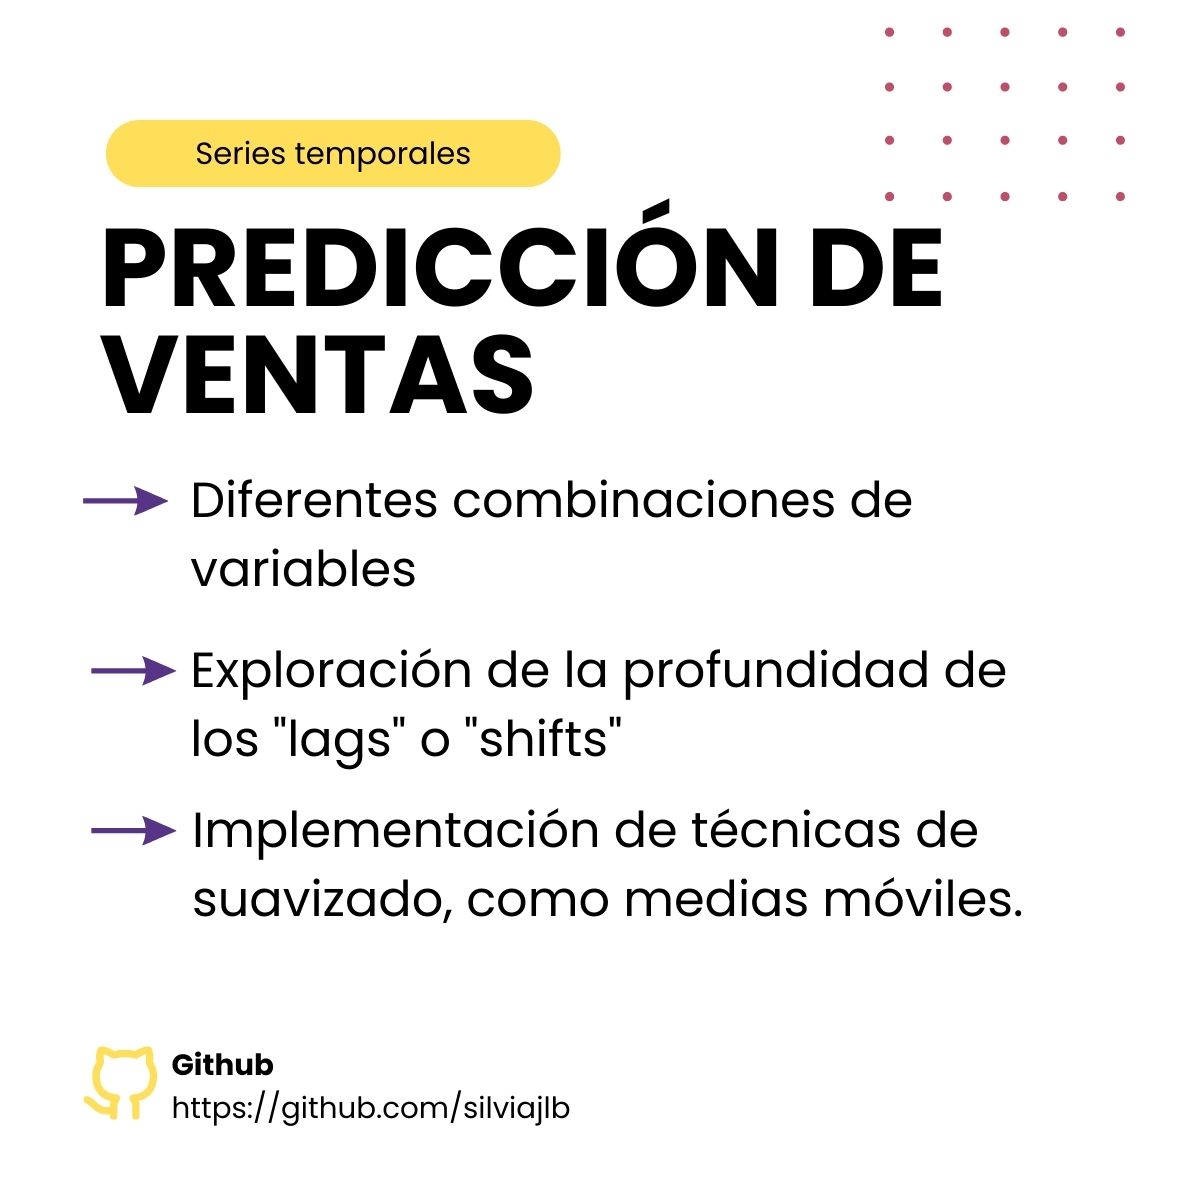 Series temporales
PREDICCIÓN DE
VENTAS
Diferentes combinaciones de
variables
Exploración de la profundidad de
los "lags" o "shifts"
Implementación de técnicas de
suavizado, como medias móviles.
Github
https://github.com/silviajlb